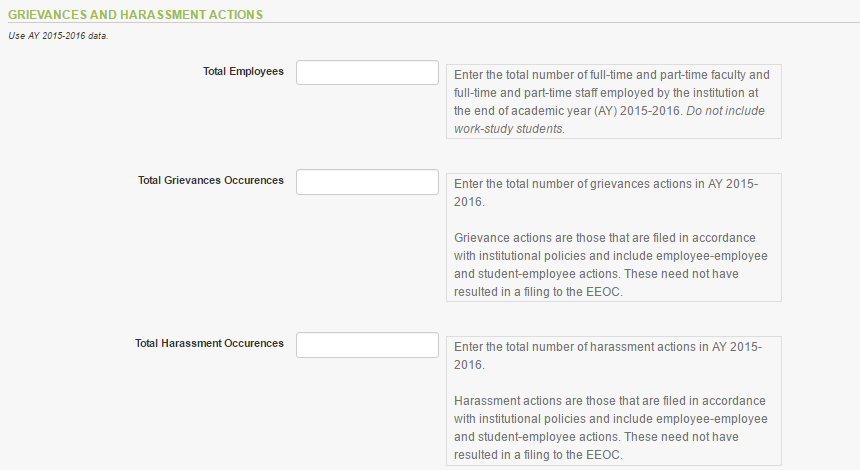 GRIEVANCES AND HARASSMENT ACTIONS
Use AY 2015-2016 data.
Total Employees
Enter the total number of full-time and part-time faculty and
full-time and part-time staff employed by the institution at
the end of academic year (AY) 2015-2016. Do not include
work-study students.
Total Grievances Occurences
Enter the total number of grievances actions in AY 2015-
2016.
Grievance actions are those that are filed in accordance
with institutional policies and include employee-employee
and student-employee actions. These need not have
resulted in a filing to the EEOC.
Total Harassment Occurences
Enter the total number of harassment actions in AY 2015-
2016.
Harassment actions are those that are filed in accordance
with institutional policies and include employee-employee
and student-employee actions. These need not have
resulted in a filing to the EEOC.